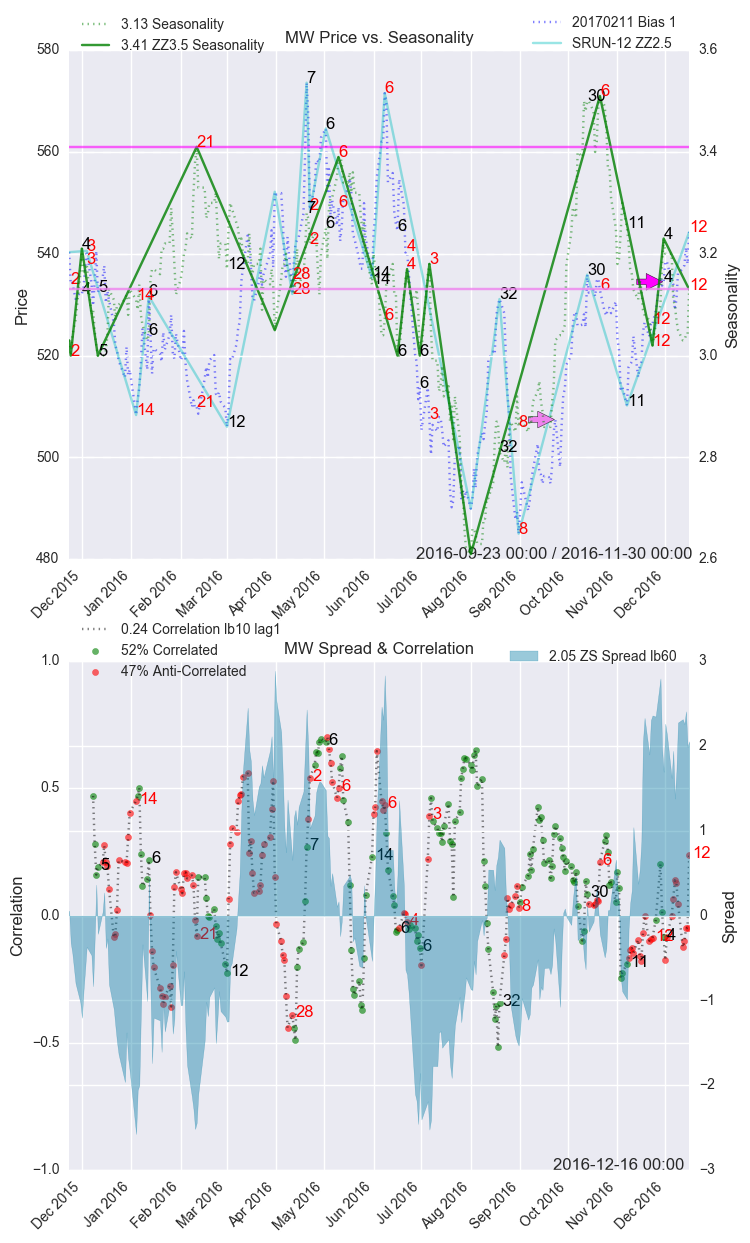 3.13 Seasonality
3.41 ZZ3.5 Seasonality
MW Price vs. Seasonality
20170211 Bias 1
SRUN-12 ZZ2.5
580
560
540
520
500
480
Price
3.6
3.4
3.2
3.0
2.8
2.6
Seasonality
2 2 4 4 3 3 5 5 14 14 6 6 21 21 12 12 28 28 7 7 2 2 6 6 6 6 14 14 6 6 4 4 6 6 3 3 32 32 8 8 30 30 6 6 11 11 12 12 4 4 12 12
2016-09-23 00:00 / 2016-11-30 00:00
Dec 2015 Jan 2016 Feb 2016 Mar 2016 Apr 2016 May 2016 Jun 2016 Jul 2016 Aug 2016 Sep 2016 Oct 2016 Nov 2016 Dec 2016
0.24 Correlation lb10 lag1
52% Correlated
47% Anti-Correlated
MW Spread & Correlation
2.05 ZS Spread lb60
1.0
0.5
0.0
−0.5
−1.0
Correlation
3
2
1
0
−1
−2
−3
Spread
5 14 6 21 12 28 7 2 6 6 14 6 6 4 6 3 32 8 30 6 11 12 4 12
2016-12-16 00:00
Dec 2015 Jan 2016 Feb 2016 Mar 2016 Apr 2016 May 2016 Jun 2016 Jul 2016 Aug 2016 Sep 2016 Oct 2016 Nov 2016 Dec 2016